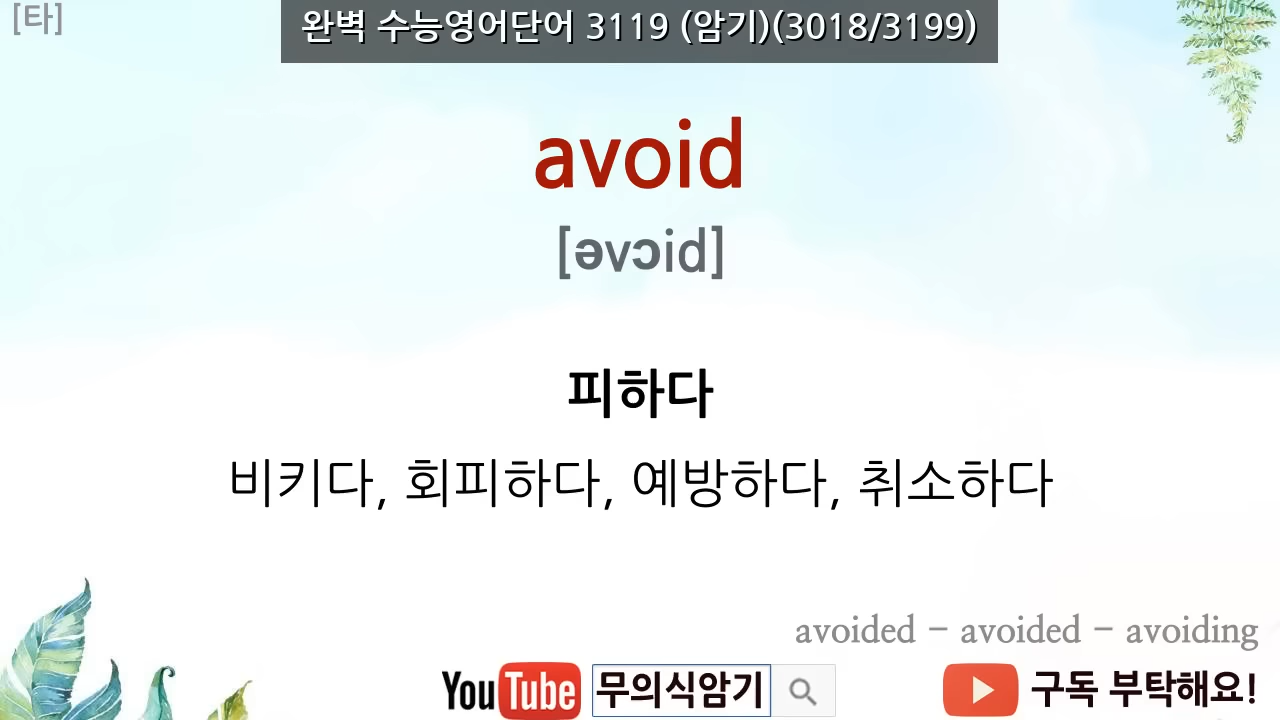 [타]
완벽 수능영어단어 3119 (암기)(3018/3199)
avoid
[əvɔid]
피하다
비키다, 회피하다, 예방하다, 취소하다
avoided - avoided - avoiding
YouTube 무의식암기
구독 부탁해요!